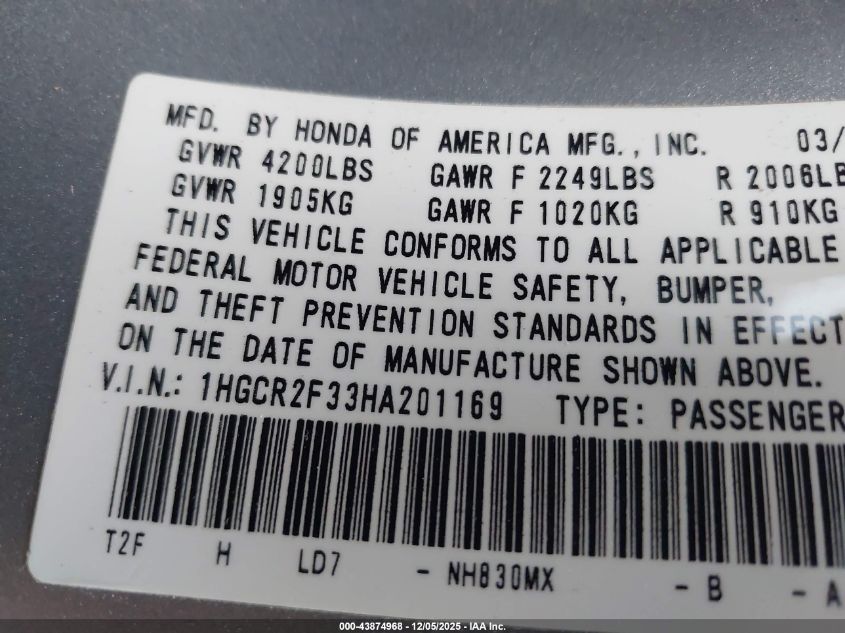 MFD. BY HONDA OF AMERICA MFG., INC. 03/
GVWR 4200LBS GAWR F 2249LBS R 2006LB
GVWR 1905KG GAWR F 1020KG R 910KG
THIS VEHICLE CONFORMS TO ALL APPLICABLE
FEDERAL MOTOR VEHICLE SAFETY, BUMPER,
AND THEFT PREVENTION STANDARDS IN EFFECT
ON THE DATE OF MANUFACTURE SHOWN ABOVE.
V.I.N.: 1HGCR2F33HA201169 TYPE: PASSENGER
T2F H LD7 - NH830MX - B - A
000-43874968 - 12/05/2025 - IAA Inc.